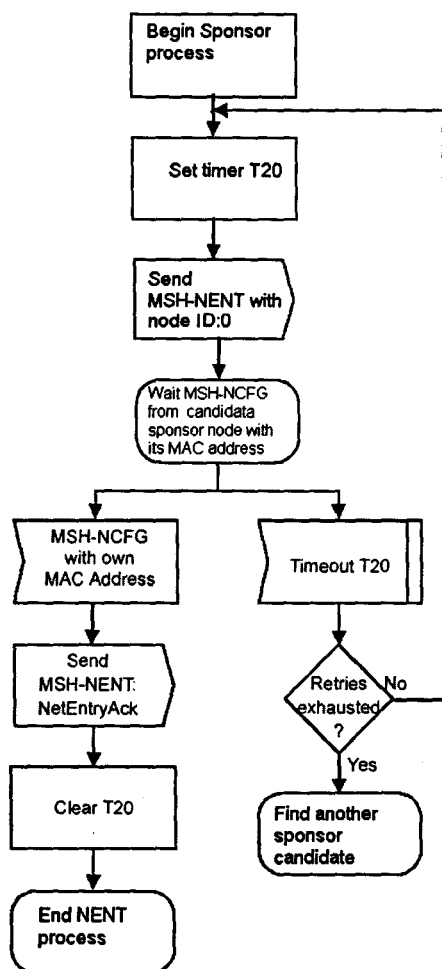 Begin Sponsor
process
Set timer T20
Send
MSH-NENT with
node ID:0
Wait MSH-NCFG
from candidata
sponsor node with
its MAC address
MSH-NCFG
with own
MAC Address
Timeout T20
Send
MSH-NENT:
NetEntryAck
Retries
exhausted
?
No
Yes
Clear T20
Find another
sponsor
candidate
End NENT
process